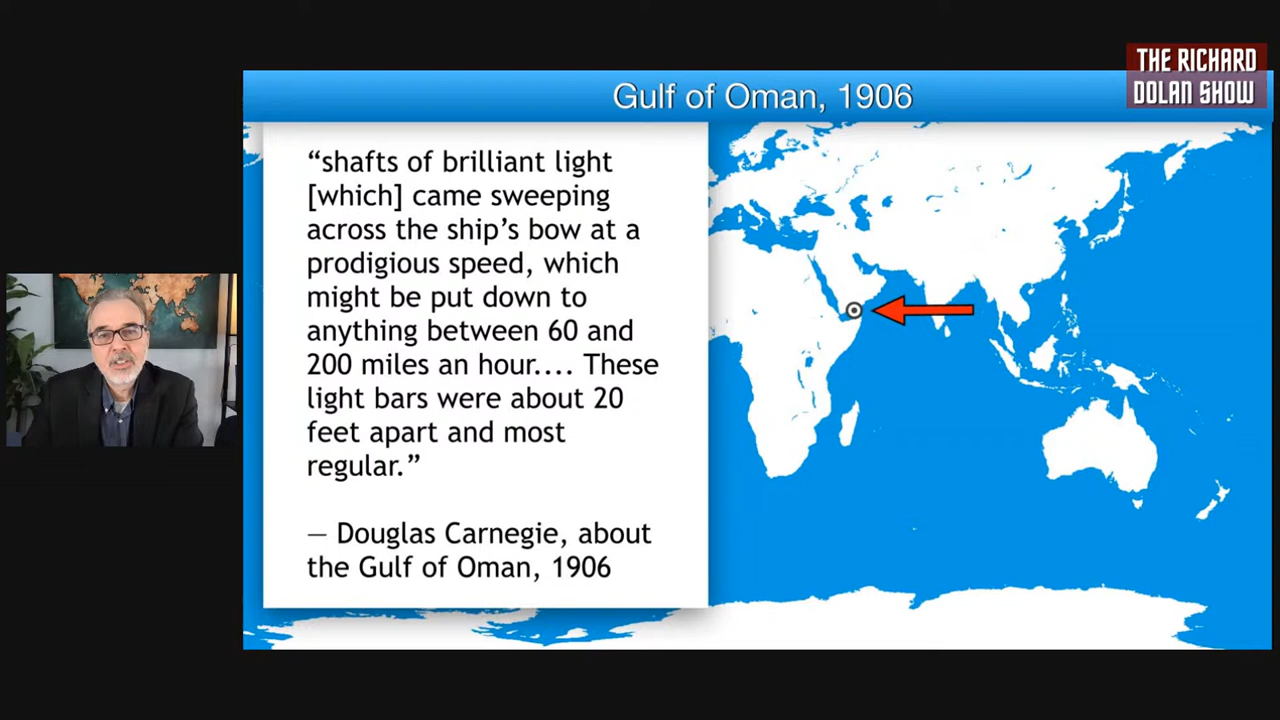 THE RICHARD
DOLAN SHOW
Gulf of Oman, 1906
“shafts of brilliant light
[which] came sweeping
across the ship’s bow at a
prodigious speed, which
might be put down to
anything between 60 and
200 miles an hour.... These
light bars were about 20
feet apart and most
regular.”
— Douglas Carnegie, about
the Gulf of Oman, 1906